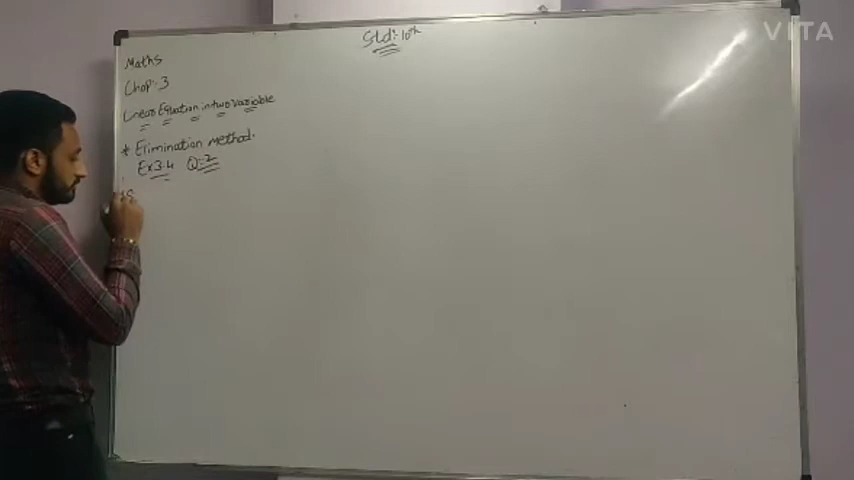 VITA
Std:-10th
Maths
Chap:-3
Linear Equation in two Variable
* Elimination Method.
Ex 3.4 Q:-2